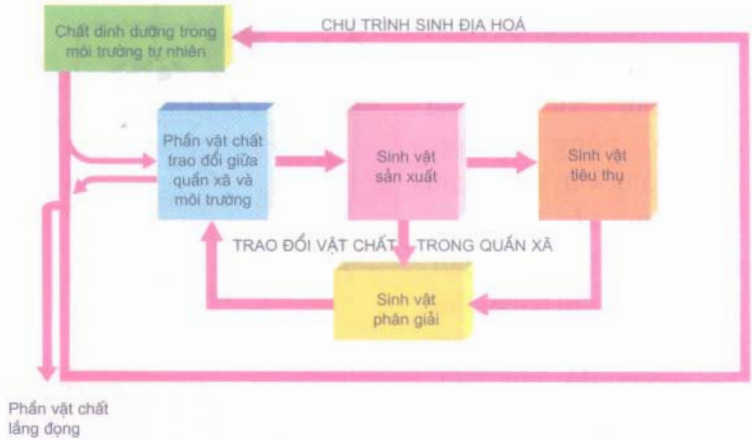 CHU TRÌNH SINH ĐỊA HOÁ
Chất dinh dưỡng trong
môi trường tự nhiên
Phần vật chất
trao đổi giữa
quần xã và
môi trường
Sinh vật
sản xuất
Sinh vật
tiêu thụ
TRAO ĐỔI VẬT CHẤT TRONG QUẦN XÃ
Sinh vật
phân giải
Phần vật chất
lắng đọng